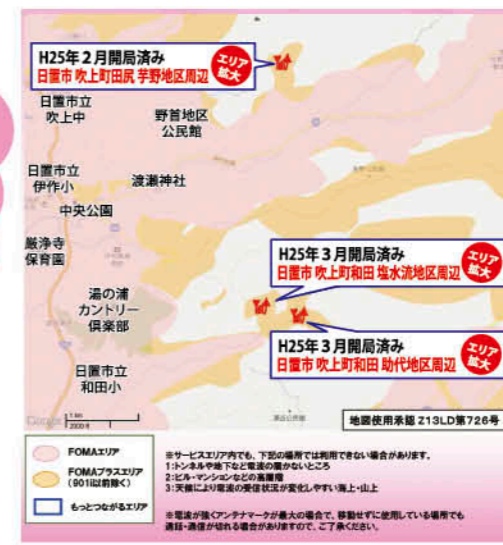 H25年2月開局済み
日置市 吹上町田尻 芋野地区周辺
エリア
拡大
日置市立
吹上中
野首地区
公民館
日置市立
伊作小
渡瀬神社
中央公園
厳浄寺
保育園
H25年3月開局済み
日置市 吹上町和田 塩水流地区周辺
エリア
拡大
湯の浦
カントリー
倶楽部
H25年3月開局済み
日置市 吹上町和田 助代地区周辺
エリア
拡大
日置市立
和田小
1 km
2000 ft
地図使用承認 Z13LD第726号
FOMAエリア
FOMAプラスエリア
(901i以前除く)
もっとつながるエリア
※サービスエリア内でも、下記の場所では利用できない場合があります。
1:トンネルや地下など電波の届かないところ
2:ビル・マンションなどの高層階
3:天候により電波の受信状況が変化しやすい海上・山上
※電波が強くアンテナマークが最大の場合で、移動せずに使用している場所でも
通話・通信が切れる場合がありますので、ご了承ください。